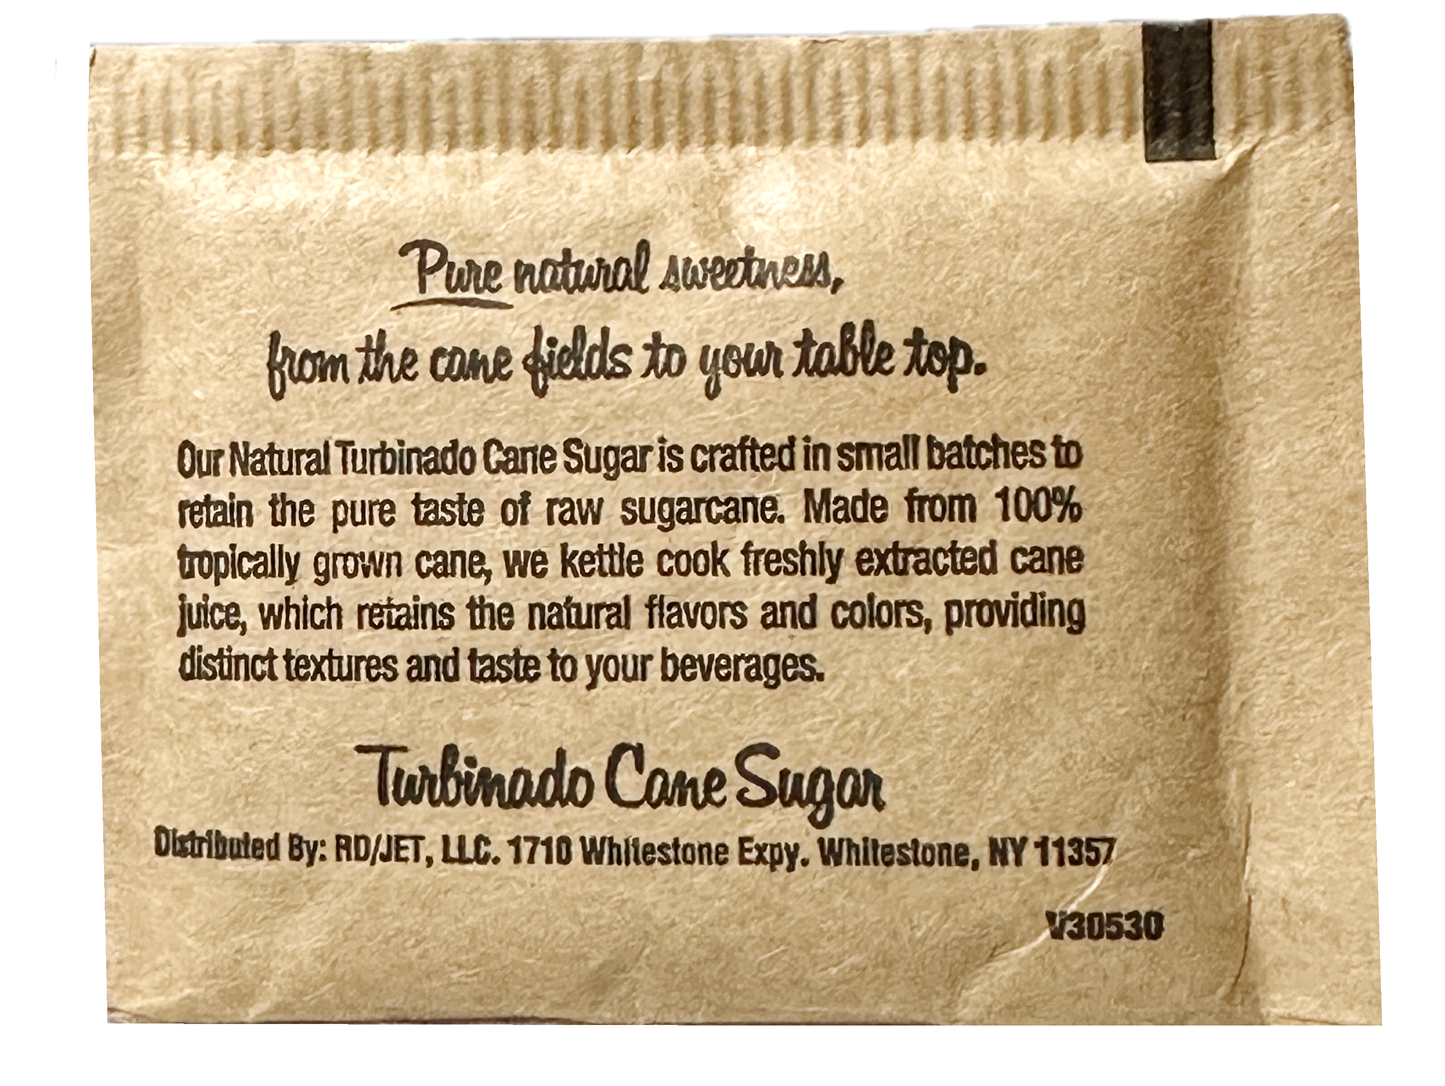 Pure natural sweetness,
from the cane fields to your table top.
Our Natural Turbinado Cane Sugar is crafted in small batches to
retain the pure taste of raw sugarcane. Made from 100%
tropically grown cane, we kettle cook freshly extracted cane
juice, which retains the natural flavors and colors, providing
distinct textures and taste to your beverages.
Turbinado Cane Sugar
Distributed By: RD/JET, LLC. 1710 Whitestone Expy. Whitestone, NY 11357
V30530